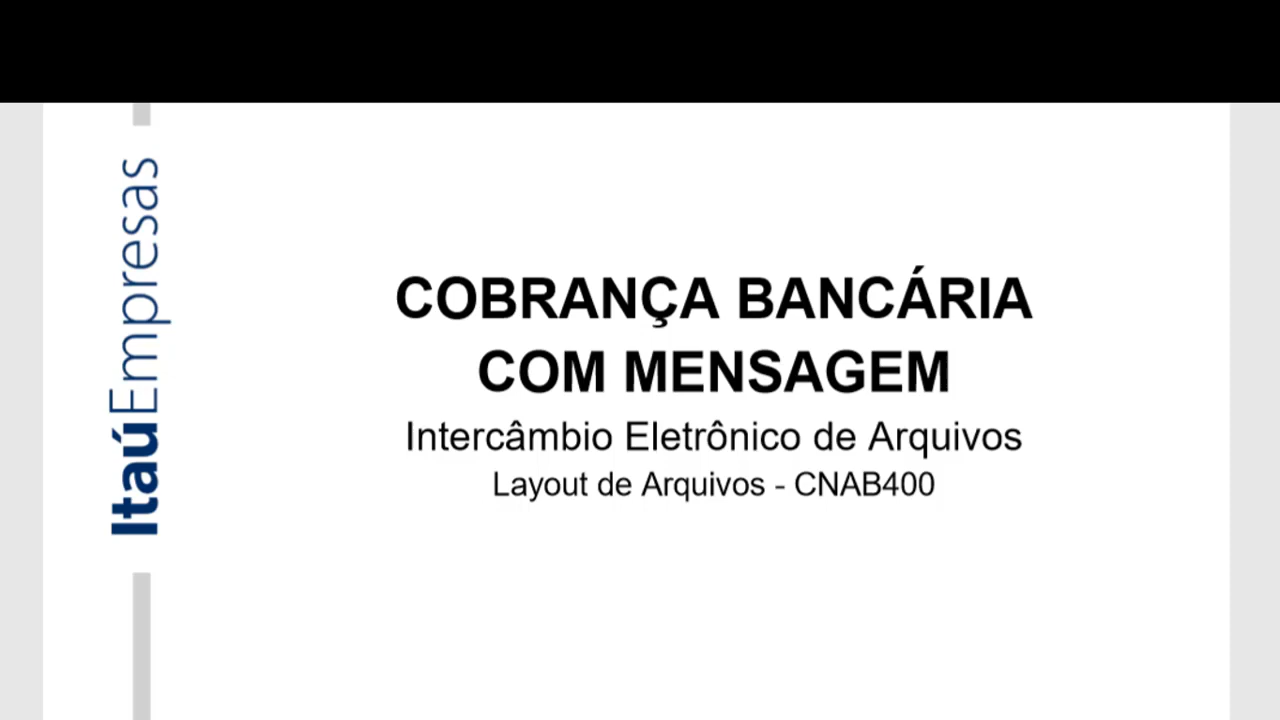 ItaúEmpresas
COBRANÇA BANCÁRIA
COM MENSAGEM
Intercâmbio Eletrônico de Arquivos
Layout de Arquivos - CNAB400